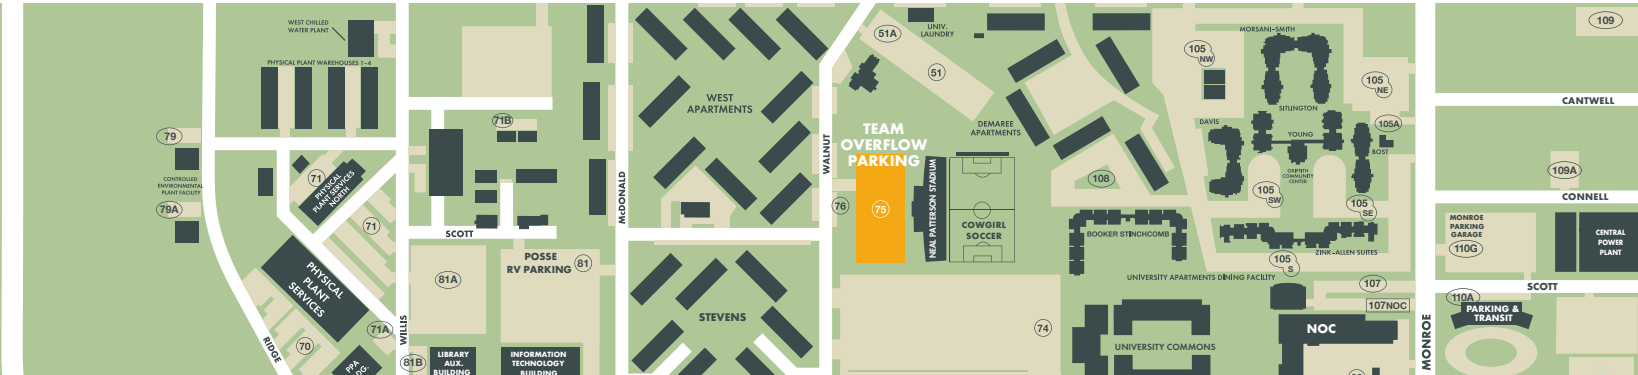 WEST CHILLED
WATER PLANT
PHYSICAL PLANT WAREHOUSES 1-4
79
CONTROLLED
ENVIRONMENTAL
PLANT FACILITY
79A
71
PHYSICAL
PLANT SERVICES
NORTH
71
PHYSICAL
PLANT
SERVICES
71A
70
RIDGE
WILLIS
71B
SCOTT
McDONALD
81A
POSSE
RV PARKING
81
81B
LIBRARY
AUX.
BUILDING
INFORMATION
TECHNOLOGY
BUILDING
WEST
APARTMENTS
STEVENS
WALNUT
51A
UNIV.
LAUNDRY
51
TEAM
OVERFLOW
PARKING
75
76
NEAL PATTERSON STADIUM
COWGIRL
SOCCER
74
DEMAREE
APARTMENTS
108
BOOKER STINCHCOMB
UNIVERSITY APARTMENTS DINING FACILITY
UNIVERSITY COMMONS
MORSANI-SMITH
105
NW
105
NE
SITLINGTON
DAVIS
YOUNG
105A
BOST
GRIFFITH
COMMUNITY
CENTER
105
SW
105
SE
ZINK-ALLEN SUITES
105
S
107
107NOC
NOC
MONROE
109
CANTWELL
109A
CONNELL
MONROE
PARKING
GARAGE
110G
CENTRAL
POWER
PLANT
SCOTT
110A
PARKING &
TRANSIT